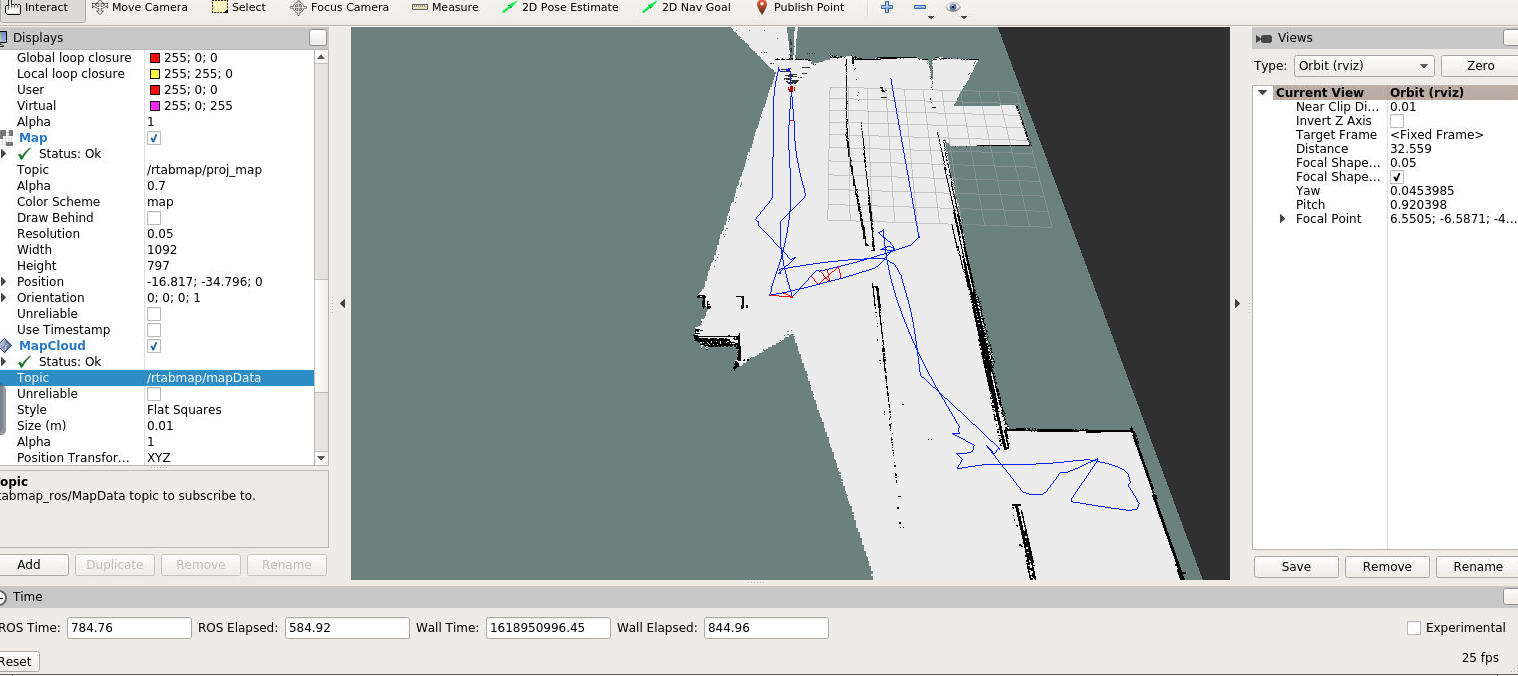 Interact Move Camera Select Focus Camera Measure 2D Pose Estimate 2D Nav Goal Publish Point
Displays
Global loop closure 255; 0; 0
Local loop closure 255; 255; 0
User 255; 0; 0
Virtual 255; 0; 255
Alpha 1
Map
Status: Ok
Topic /rtabmap/proj_map
Alpha 0.7
Color Scheme map
Draw Behind
Resolution 0.05
Width 1092
Height 797
Position -16.817; -34.796; 0
Orientation 0; 0; 0; 1
Unreliable
Use Timestamp
MapCloud
Status: Ok
Topic /rtabmap/mapData
Unreliable
Style Flat Squares
Size (m) 0.01
Alpha 1
Position Transfor... XYZ
opic
tabmap_ros/MapData topic to subscribe to.
Add Duplicate Remove Rename
Views
Type: Orbit (rviz) Zero
Current View Orbit (rviz)
Near Clip Di... 0.01
Invert Z Axis
Target Frame <Fixed Frame>
Distance 32.559
Focal Shape... 0.05
Focal Shape...
Yaw 0.0453985
Pitch 0.920398
Focal Point 6.5505; -6.5871; -4...
Save Remove Rename
Time
ROS Time: 784.76 ROS Elapsed: 584.92 Wall Time: 1618950996.45 Wall Elapsed: 844.96 Experimental
Reset 25 fps